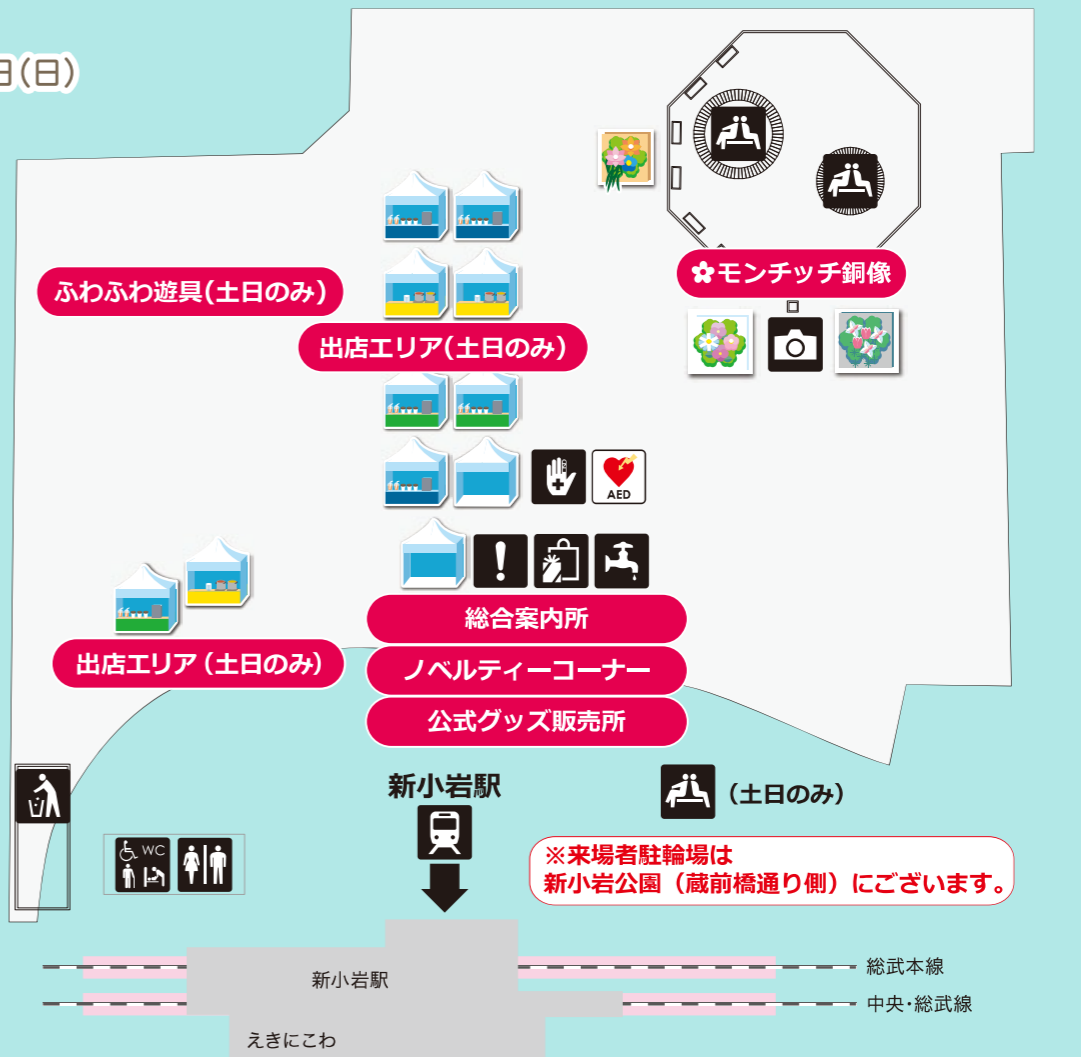 日(日)
ふわふわ遊具(土日のみ)
✿モンチッチ銅像
出店エリア(土日のみ)
AED
総合案内所
出店エリア(土日のみ)
ノベルティーコーナー
公式グッズ販売所
新小岩駅
(土日のみ)
WC
※来場者駐輪場は
新小岩公園(蔵前橋通り側)にございます。
総武本線
新小岩駅
中央・総武線
えきにこわ